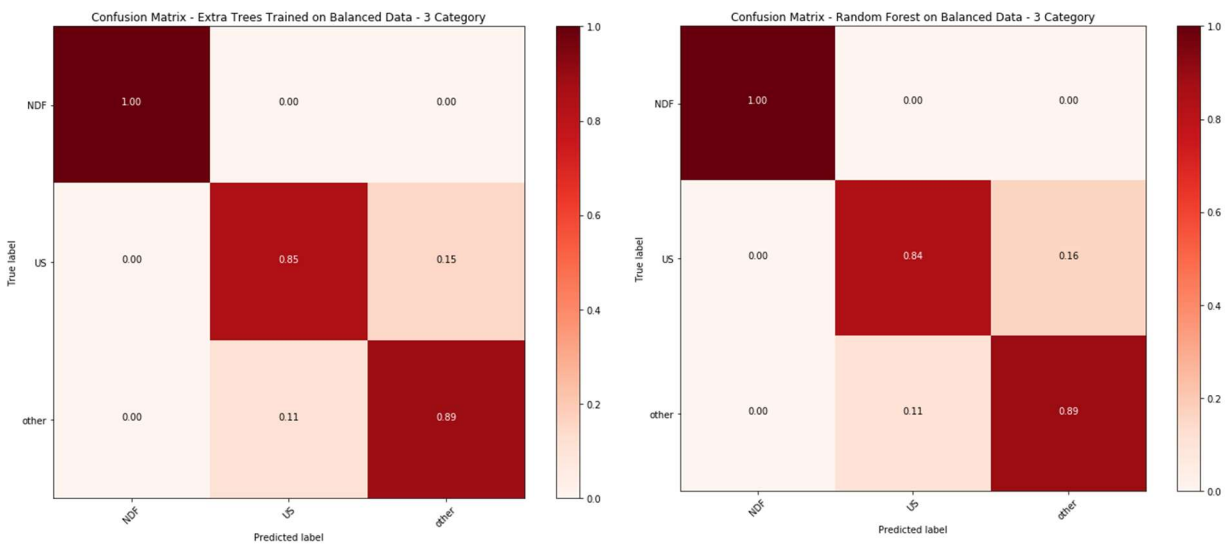 Confusion Matrix - Extra Trees Trained on Balanced Data - 3 Category
1.0
NDF
1.00
0.00
0.00
0.8
True label
US
0.00
0.85
0.15
0.6
0.4
other
0.00
0.11
0.89
0.2
0.0
NDF
US
other
Predicted label
Confusion Matrix - Random Forest on Balanced Data - 3 Category
1.0
NDF
1.00
0.00
0.00
0.8
True label
US
0.00
0.84
0.16
0.6
0.4
other
0.00
0.11
0.89
0.2
0.0
NDF
US
other
Predicted label